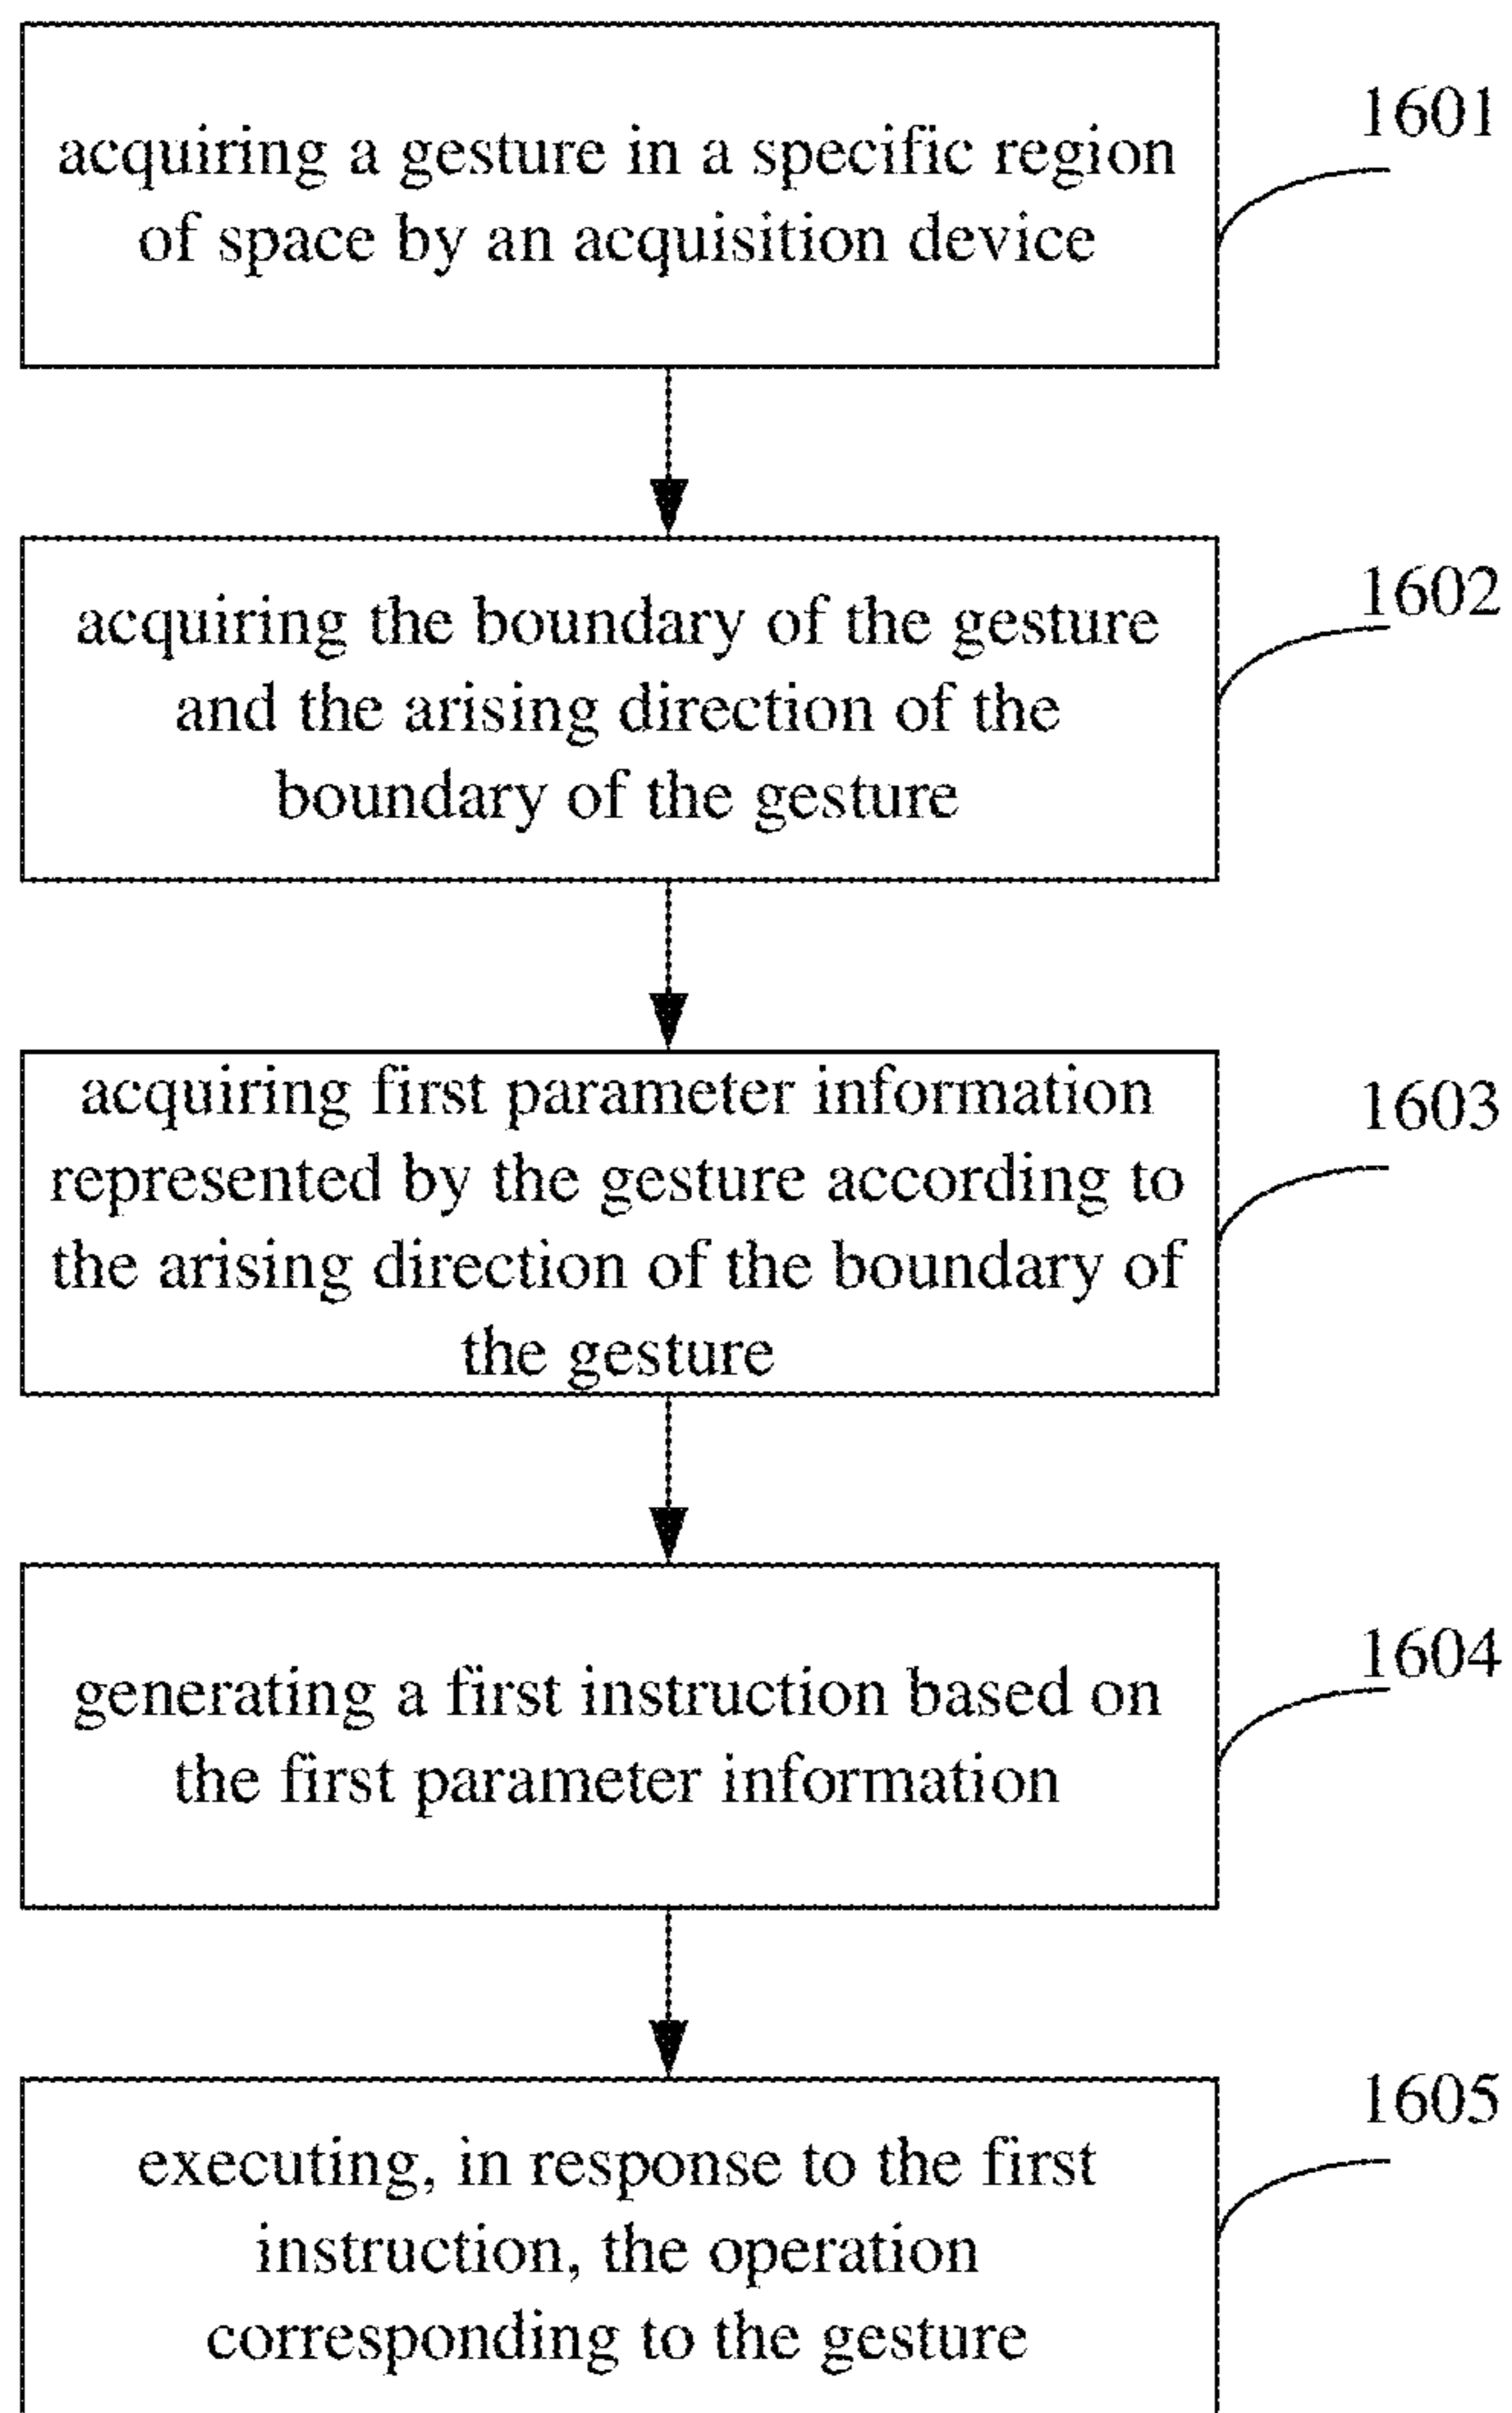 acquiring a gesture in a specific region
of space by an acquisition device
1601
acquiring the boundary of the gesture
and the arising direction of the
boundary of the gesture
1602
acquiring first parameter information
represented by the gesture according to
the arising direction of the boundary of
the gesture
1603
generating a first instruction based on
the first parameter information
1604
executing, in response to the first
instruction, the operation
corresponding to the gesture
1605